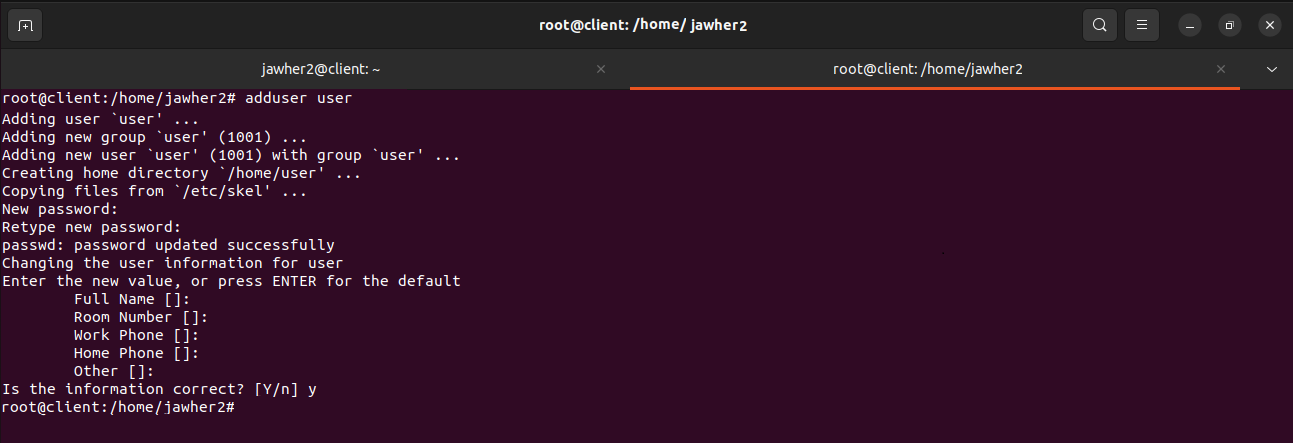 root@client: /home/ jawher2
jawher2@client: ~
root@client: /home/jawher2
root@client:/home/jawher2# adduser user
Adding user `user' ...
Adding new group `user' (1001) ...
Adding new user `user' (1001) with group `user' ...
Creating home directory `/home/user' ...
Copying files from `/etc/skel' ...
New password:
Retype new password:
passwd: password updated successfully
Changing the user information for user
Enter the new value, or press ENTER for the default
        Full Name []:
        Room Number []:
        Work Phone []:
        Home Phone []:
        Other []:
Is the information correct? [Y/n] y
root@client:/home/jawher2#